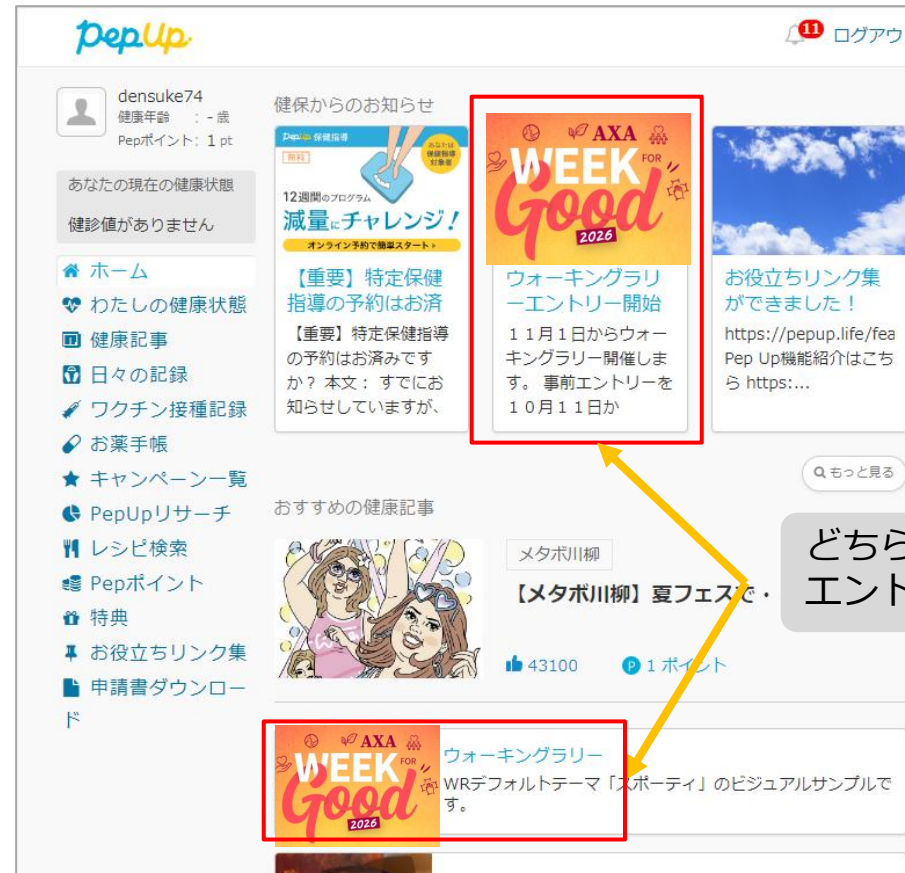 PepUp
11 ログアウ
densuke74
健康年齢 : - 歳
Pepポイント: 1 pt
あなたの現在の健康状態
健診値がありません
ホーム
わたしの健康状態
健康記事
日々の記録
ワクチン接種記録
お薬手帳
キャンペーン一覧
PepUpリサーチ
レシピ検索
Pepポイント
特典
お役立ちリンク集
申請書ダウンロー
ド
健保からのお知らせ
PepUp 保健指導
無料
あなたは
保健指導
対象者
12週間のプログラム
減量にチャレンジ!
オンライン予約で簡単スタート
【重要】特定保健
指導の予約はお済
【重要】特定保健指導
の予約はお済みです
か? 本文: すでにお
知らせしていますが、
AXA
WEEK FOR
Good
2026
ウォーキングラリ
ーエントリー開始
11月1日からウォー
キングラリー開催しま
す。 事前エントリーを
10月11日か
お役立ちリンク集
ができました!
https://pepup.life/fea
Pep Up機能紹介はこち
ら https:...
もっと見る
おすすめの健康記事
メタボ川柳
【メタボ川柳】夏フェスで・
43100 P 1 ポイント
どちら
エント
AXA
WEEK FOR
Good
2026
ウォーキングラリー
WRデフォルトテーマ「スポーティ」のビジュアルサンプルで
す。